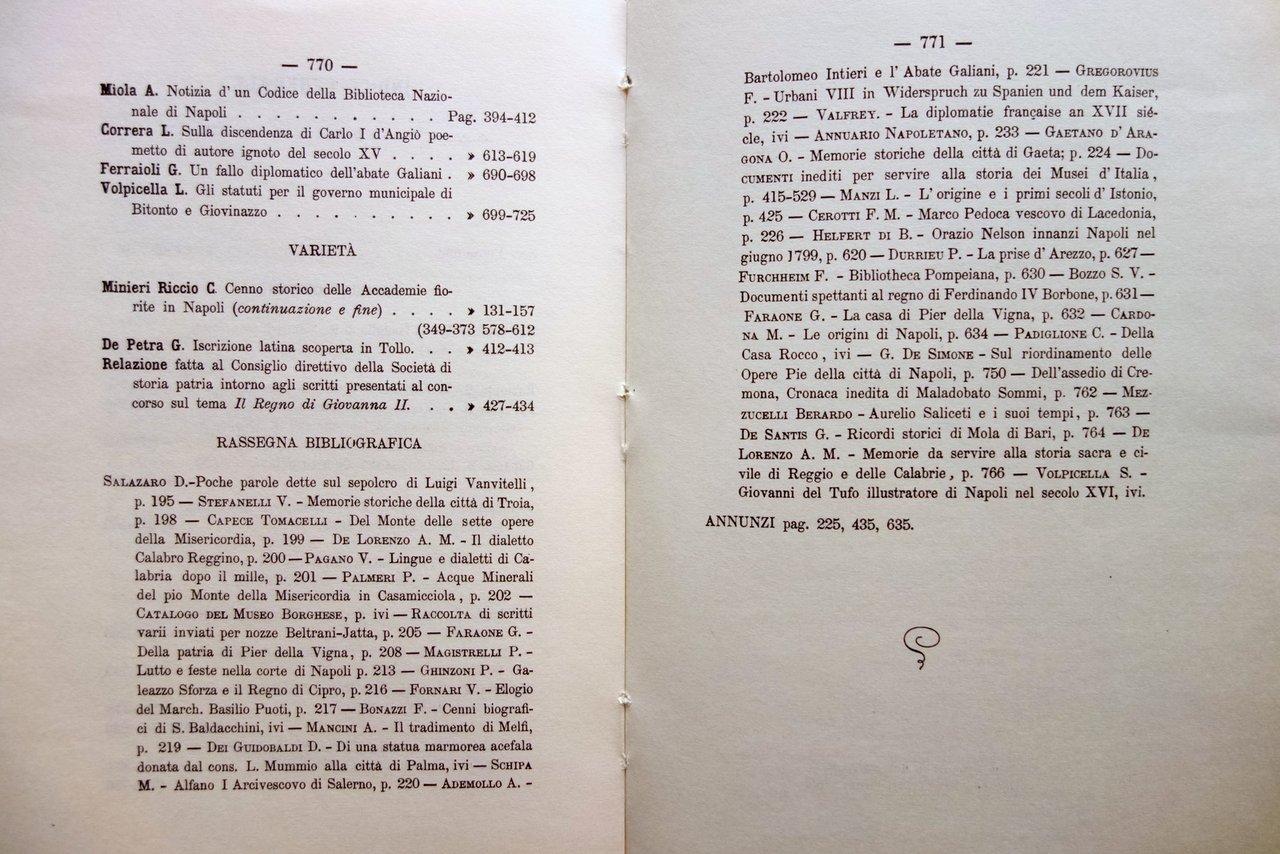 — 770 —
Miola A. Notizia d' un Codice della Biblioteca Nazio-
nale di Napoli . . . . . . . . . . . Pag. 394-412
Correra L. Sulla discendenza di Carlo I d'Angiò poe-
metto di autore ignoto del secolo XV . . . . » 613-619
Ferraioli G. Un fallo diplomatico dell'abate Galiani . » 690-698
Volpicella L. Gli statuti per il governo municipale di
Bitonto e Giovinazzo . . . . . . . . . . » 699-725
VARIETÀ
Minieri Riccio C. Cenno storico delle Accademie fio-
rite in Napoli (continuazione e fine) . . . . » 131-157
(349-373 578-612
De Petra G. Iscrizione latina scoperta in Tollo. . . » 412-413
Relazione fatta al Consiglio direttivo della Società di
storia patria intorno agli scritti presentati al con-
corso sul tema Il Regno di Giovanna II. . . » 427-434
RASSEGNA BIBLIOGRAFICA
SALAZARO D.-Poche parole dette sul sepolcro di Luigi Vanvitelli,
p. 195 — STEFANELLI V. - Memorie storiche della città di Troia,
p. 198 — CAPECE TOMACELLI - Del Monte delle sette opere
della Misericordia, p. 199 — DE LORENZO A. M. - Il dialetto
Calabro Reggino, p. 200 — PAGANO V. - Lingue e dialetti di Ca-
labria dopo il mille, p. 201 — PALMERI P. - Acque Minerali
del pio Monte della Misericordia in Casamicciola, p. 202 —
CATALOGO DEL MUSEO BORGHESE, p. ivi — RACCOLTA di scritti
varii inviati per nozze Beltrani-Jatta, p. 205 — FARAONE G. -
Della patria di Pier della Vigna, p. 208 — MAGISTRELLI P. -
Lutto e feste nella corte di Napoli p. 213 — GHINZONI P. - Ga-
leazzo Sforza e il Regno di Cipro, p. 216 — FORNARI V. - Elogio
del March. Basilio Puoti, p. 217 — BONAZZI F. - Cenni biografi-
ci di S. Baldacchini, ivi — MANCINI A. - Il tradimento di Melfi,
p. 219 — DEI GUIDOBALDI D. - Di una statua marmorea acefala
donata dal cons. L. Mummio alla città di Palma, ivi — SCHIPA
M. - Alfano I Arcivescovo di Salerno, p. 220 — ADEMOLLO A. -
— 771 —
Bartolomeo Intieri e l' Abate Galiani, p. 221 — GREGOROVIUS
F. - Urbani VIII in Widerspruch zu Spanien und dem Kaiser,
p. 222 — VALFREY. - La diplomatie française an XVII sié-
cle, ivi — ANNUARIO NAPOLETANO, p. 233 — GAETANO D' ARA-
GONA O. - Memorie storiche della città di Gaeta; p. 224 — DO-
CUMENTI inediti per servire alla storia dei Musei d' Italia,
p. 415-529 — MANZI L. - L' origine e i primi secoli d' Istonio,
p. 425 — CEROTTI F. M. - Marco Pedoca vescovo di Lacedonia,
p. 226 — HELFERT DI B. - Orazio Nelson innanzi Napoli nel
giugno 1799, p. 620 — DURRIEU P. - La prise d' Arezzo, p. 627 —
FURCHHEIM F. - Bibliotheca Pompeiana, p. 630 — BOZZO S. V. -
Documenti spettanti al regno di Ferdinando IV Borbone, p. 631 —
FARAONE G. - La casa di Pier della Vigna, p. 632 — CARDO-
NA M. - Le origini di Napoli, p. 634 — PADIGLIONE C. - Della
Casa Rocco, ivi — G. DE SIMONE - Sul riordinamento delle
Opere Pie della città di Napoli, p. 750 — Dell'assedio di Cre-
mona, Cronaca inedita di Maladobato Sommi, p. 762 — MEZ-
ZUCELLI BERARDO - Aurelio Saliceti e i suoi tempi, p. 763 —
DE SANTIS G. - Ricordi storici di Mola di Bari, p. 764 — DE
LORENZO A. M. - Memorie da servire alla storia sacra e ci-
vile di Reggio e delle Calabrie, p. 766 — VOLPICELLA S. -
Giovanni del Tufo illustratore di Napoli nel secolo XVI, ivi.
ANNUNZI pag. 225, 435, 635.